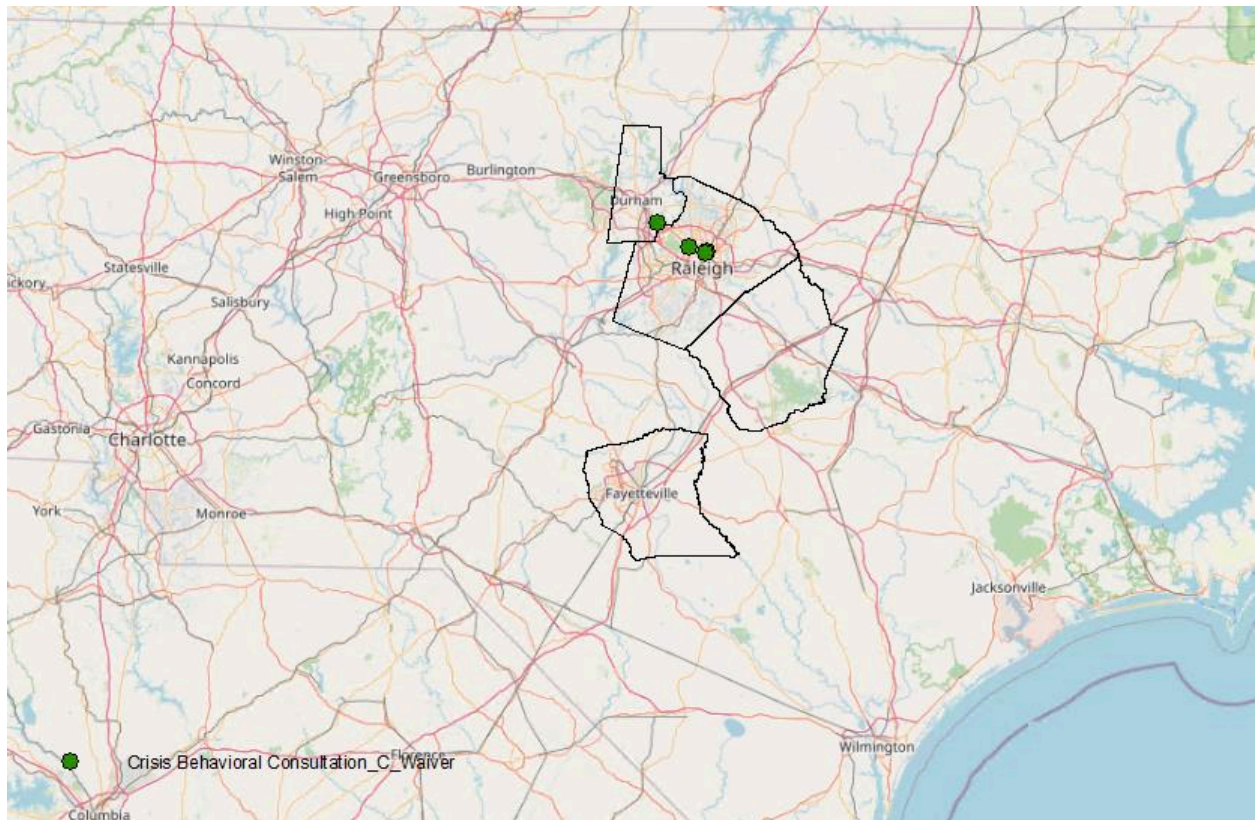 Winston-
Salem
Greensboro
Burlington
High Point
Durham
Raleigh
Statesville
ickory
Salisbury
Kannapolis
Concord
Gastonia
Charlotte
York
Monroe
Fayetteville
Jacksonville
Wilmington
Florence
Crisis Behavioral Consultation_C_Waiver
Columbia